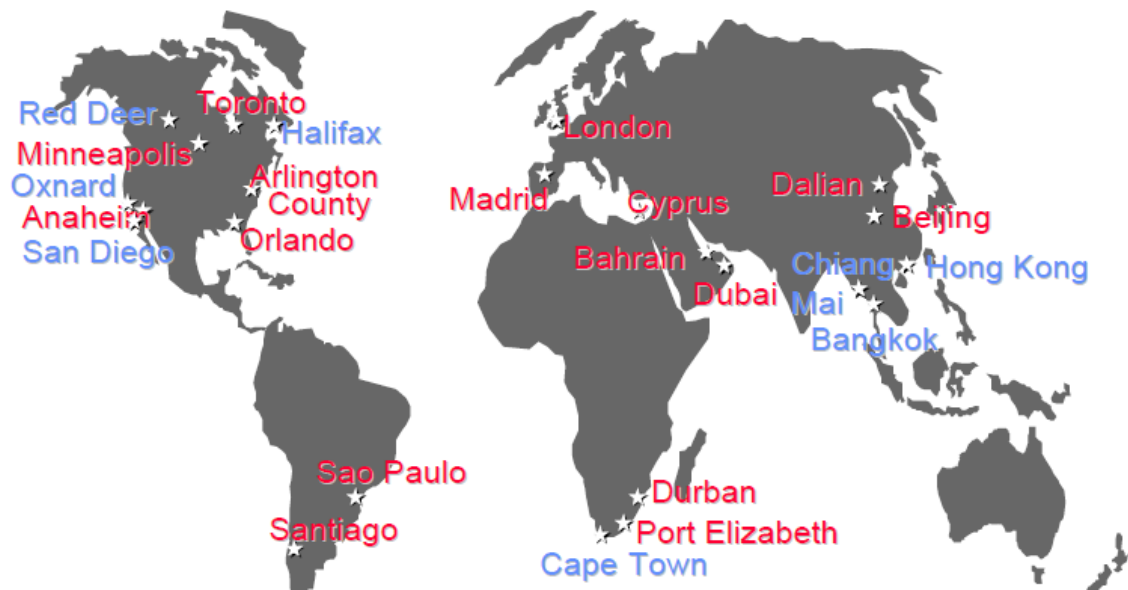 Red Deer
Toronto
Halifax
Minneapolis
Oxnard
Arlington
County
Anaheim
Orlando
San Diego
London
Madrid
Cyprus
Dalian
Beijing
Bahrain
Dubai
Chiang
Mai
Hong Kong
Bangkok
Sao Paulo
Santiago
Durban
Port Elizabeth
Cape Town